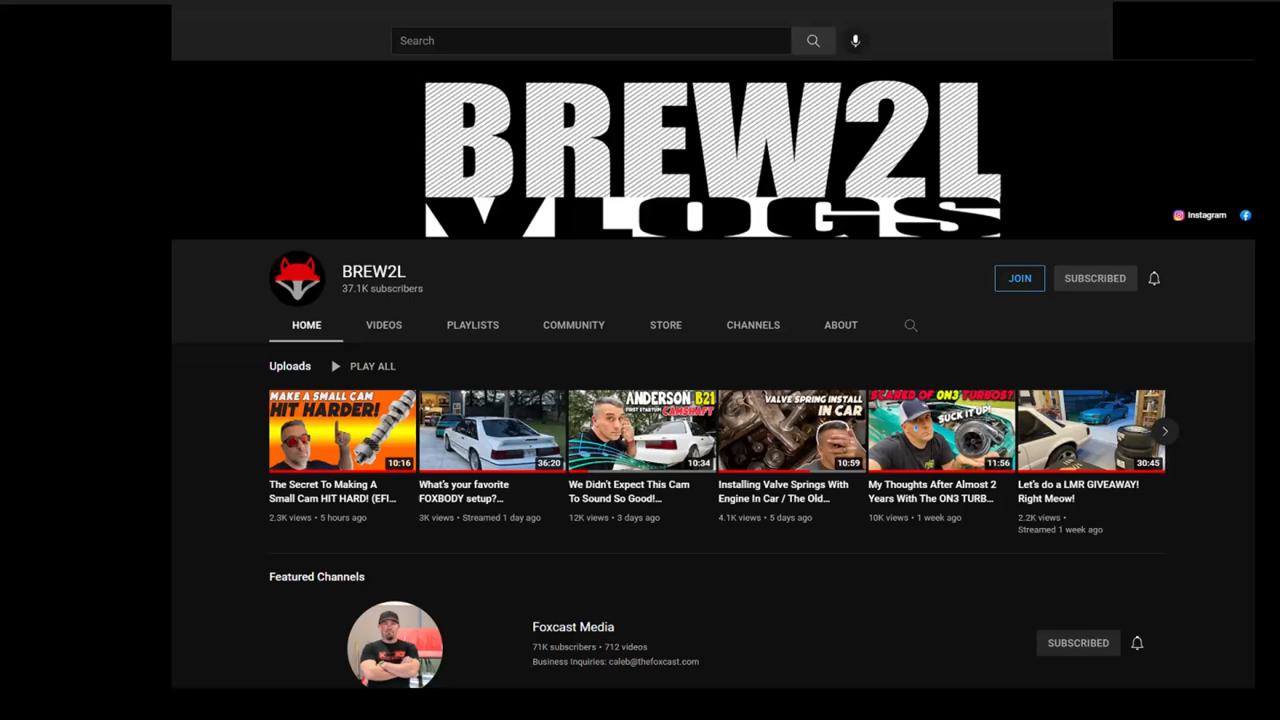 Search
BREW2L
VLOGS
Instagram
BREW2L
37.1K subscribers
JOIN
SUBSCRIBED
HOME
VIDEOS
PLAYLISTS
COMMUNITY
STORE
CHANNELS
ABOUT
Uploads
PLAY ALL
MAKE A SMALL CAM
HIT HARDER!
10:16
The Secret To Making A
Small Cam HIT HARD! (EFI...
2.3K views • 5 hours ago
36:20
What's your favorite
FOXBODY setup?...
3K views • Streamed 1 day ago
ANDERSON B21
FIRST STARTUP CAMSHAFT
10:34
We Didn't Expect This Cam
To Sound So Good!...
12K views • 3 days ago
VALVE SPRING INSTALL
IN CAR
10:59
Installing Valve Springs With
Engine In Car / The Old...
4.1K views • 5 days ago
SCARED OF ON3 TURBOS?
SUCK IT UP!
11:56
My Thoughts After Almost 2
Years With The ON3 TURB...
10K views • 1 week ago
30:45
Let's do a LMR GIVEAWAY!
Right Meow!
2.2K views •
Streamed 1 week ago
Featured Channels
Foxcast Media
71K subscribers • 712 videos
Business Inquiries: caleb@thefoxcast.com
SUBSCRIBED